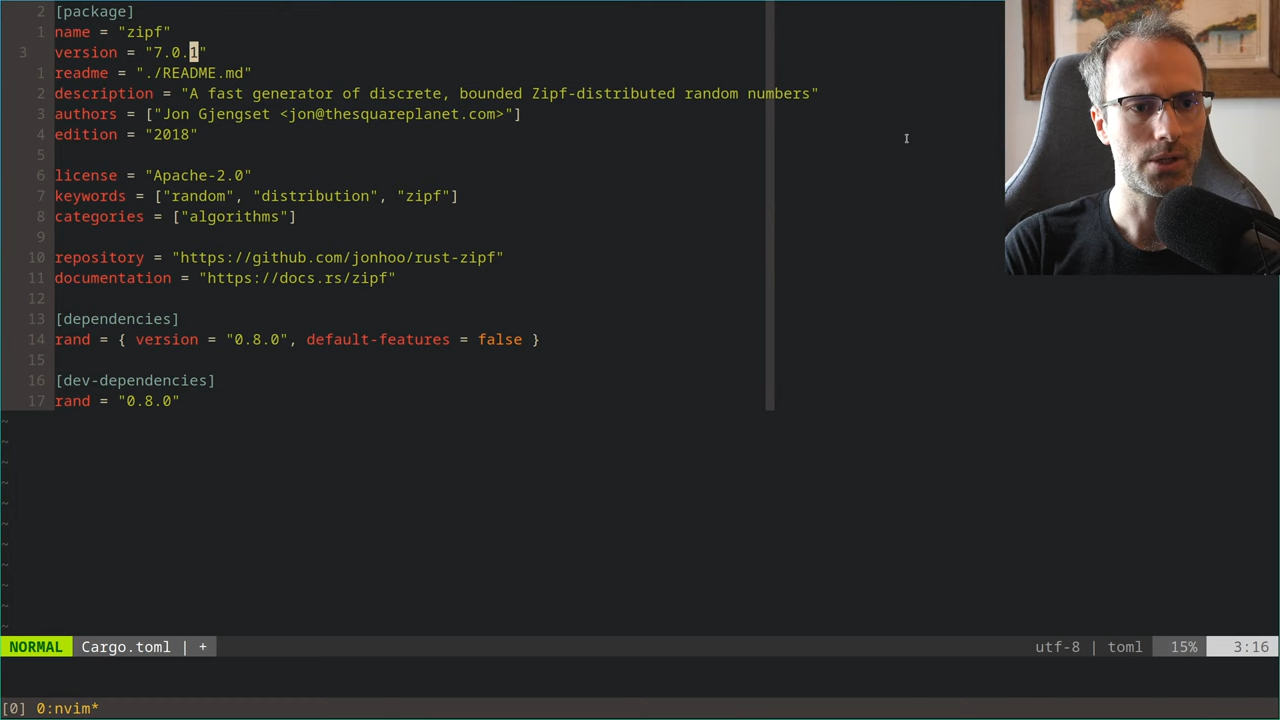 2 [package]
1 name = "zipf"
3 version = "7.0.1"
1 readme = "./README.md"
2 description = "A fast generator of discrete, bounded Zipf-distributed random numbers"
3 authors = ["Jon Gjengset <jon@thesquareplanet.com>"]
4 edition = "2018"
5
6 license = "Apache-2.0"
7 keywords = ["random", "distribution", "zipf"]
8 categories = ["algorithms"]
9
10 repository = "https://github.com/jonhoo/rust-zipf"
11 documentation = "https://docs.rs/zipf"
12
13 [dependencies]
14 rand = { version = "0.8.0", default-features = false }
15
16 [dev-dependencies]
17 rand = "0.8.0"
~
~
~
~
~
~
~
~
~
~
~
NORMAL Cargo.toml | + utf-8 | toml 15% 3:16
[0] 0:nvim*